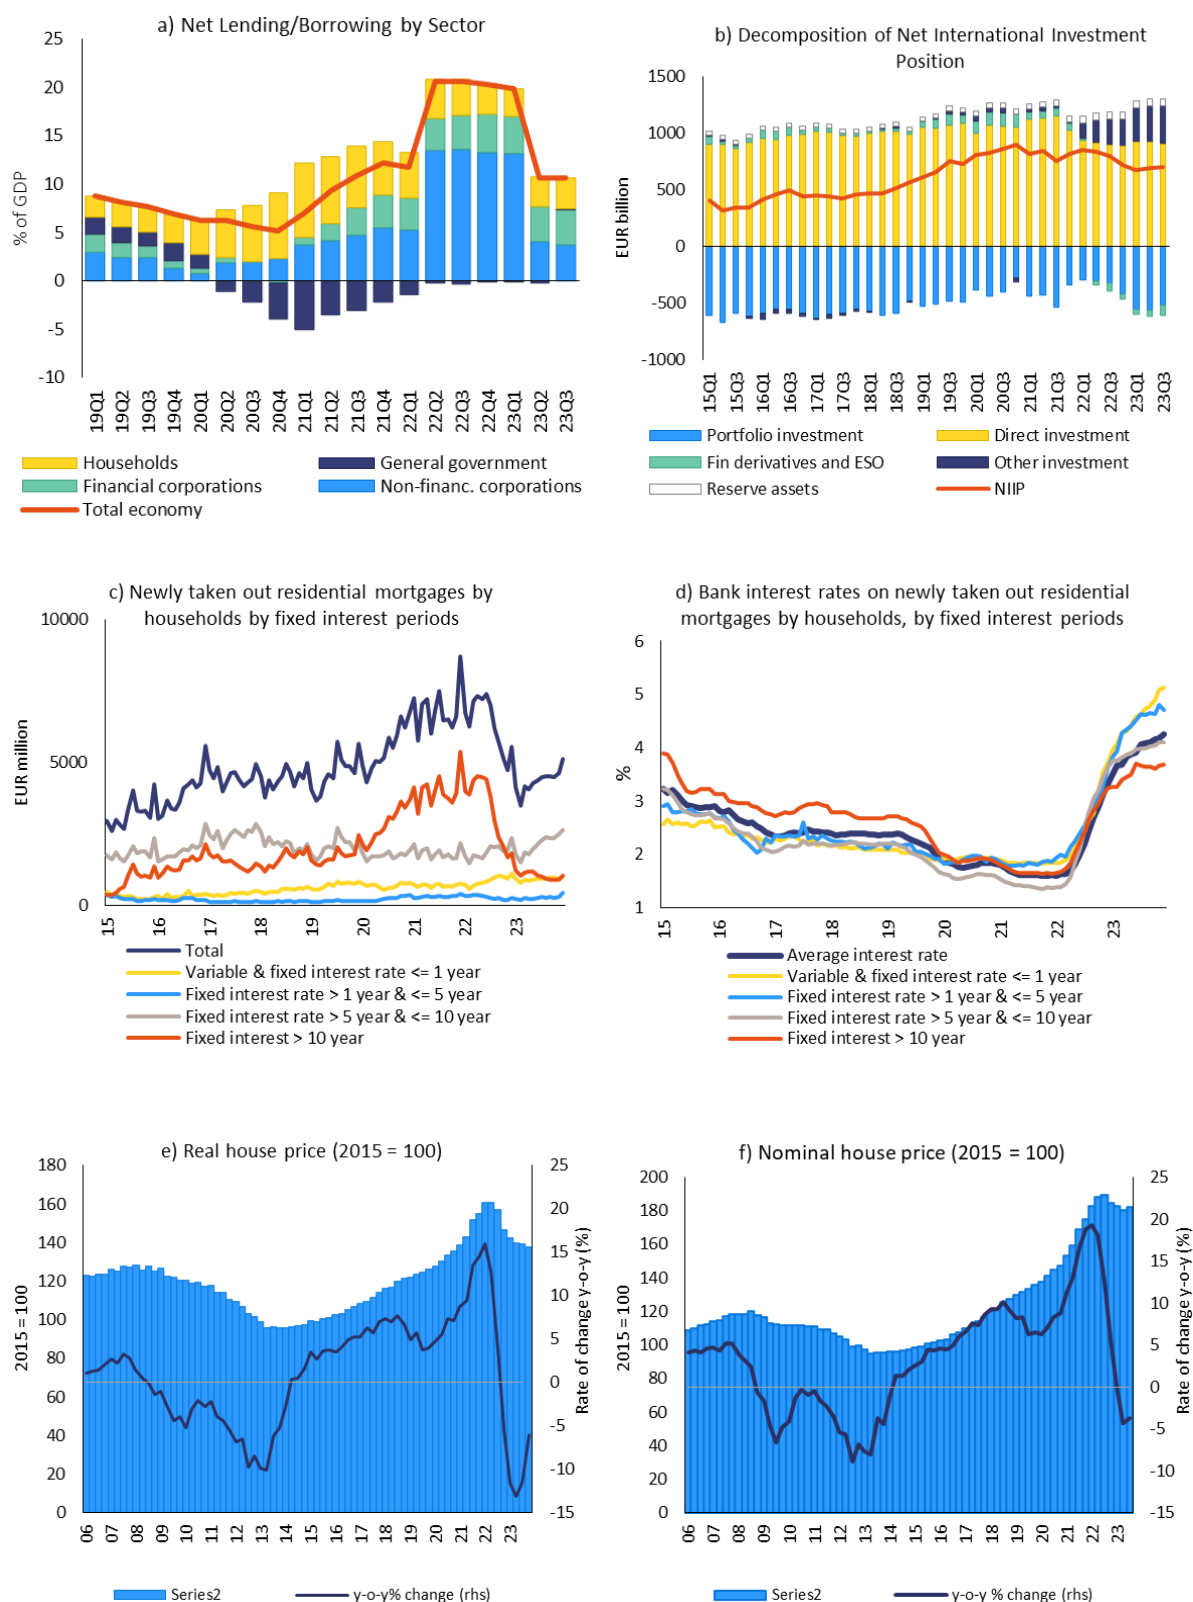 a) Net Lending/Borrowing by Sector
25
20
15
10
5
0
-5
-10
% of GDP
19Q1
19Q2
19Q3
19Q4
20Q1
20Q2
20Q3
20Q4
21Q1
21Q2
21Q3
21Q4
22Q1
22Q2
22Q3
22Q4
23Q1
23Q2
23Q3
Households
General government
Financial corporations
Non-financ. corporations
Total economy
b) Decomposition of Net International Investment
Position
1500
1000
500
0
-500
-1000
EUR billion
15Q1
15Q3
16Q1
16Q3
17Q1
17Q3
18Q1
18Q3
19Q1
19Q3
20Q1
20Q3
21Q1
21Q3
22Q1
22Q3
23Q1
23Q3
Portfolio investment
Direct investment
Fin derivatives and ESO
Other investment
Reserve assets
NIIP
c) Newly taken out residential mortgages by
households by fixed interest periods
10000
5000
0
EUR million
15
16
17
18
19
20
21
22
23
Total
Variable & fixed interest rate <= 1 year
Fixed interest rate > 1 year & <= 5 year
Fixed interest rate > 5 year & <= 10 year
Fixed interest > 10 year
d) Bank interest rates on newly taken out residential
mortgages by households, by fixed interest periods
6
5
4
3
2
1
%
15
16
17
18
19
20
21
22
23
Average interest rate
Variable & fixed interest rate <= 1 year
Fixed interest rate > 1 year & <= 5 year
Fixed interest rate > 5 year & <= 10 year
Fixed interest > 10 year
e) Real house price (2015 = 100)
180
160
140
120
100
80
60
40
20
0
2015 = 100
25
20
15
10
5
0
-5
-10
-15
Rate of change y-o-y (%)
06
07
08
09
10
11
12
13
14
15
16
17
18
19
20
21
22
23
Series2
y-o-y% change (rhs)
f) Nominal house price (2015 = 100)
200
180
160
140
120
100
80
60
40
20
0
2015 = 100
25
20
15
10
5
0
-5
-10
-15
Rate of change y-o-y (%)
06
07
08
09
10
11
12
13
14
15
16
17
18
19
20
21
22
23
Series2
y-o-y % change (rhs)